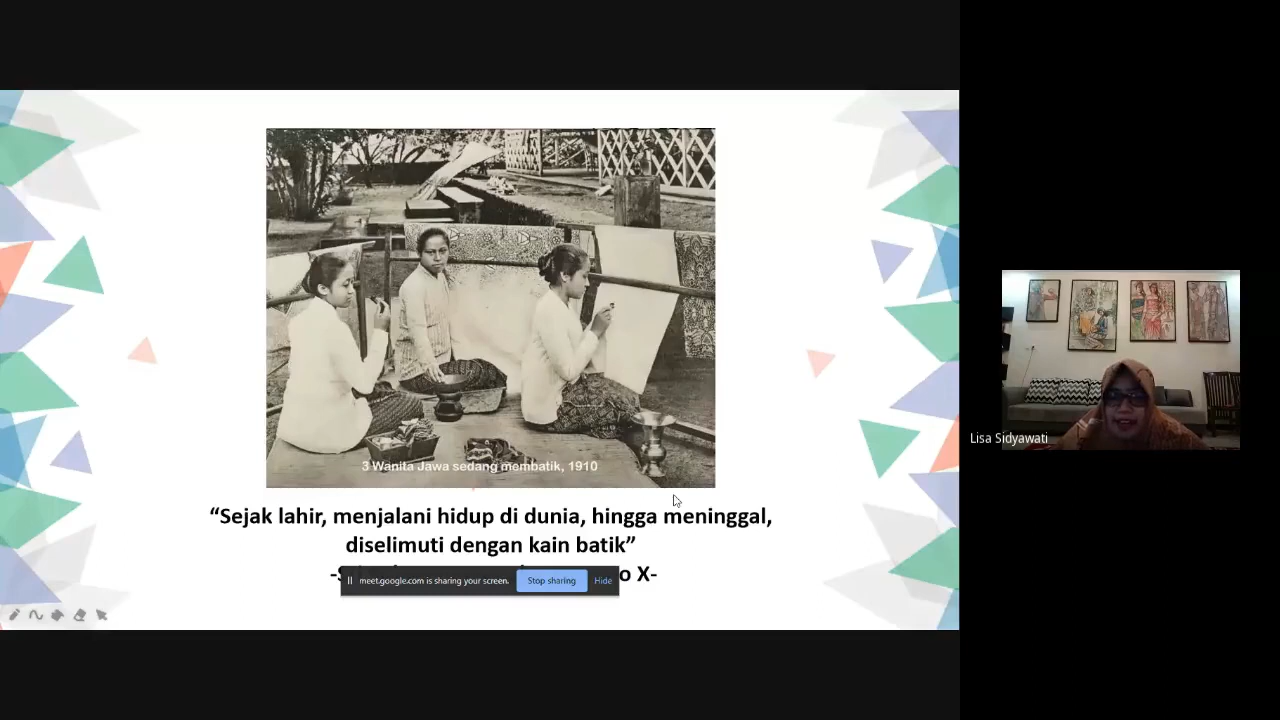 3 Wanita Jawa sedang membatik, 1910
“Sejak lahir, menjalani hidup di dunia, hingga meninggal,
diselimuti dengan kain batik”
o X-
meet.google.com is sharing your screen.
Stop sharing
Hide
Lisa Sidyawati